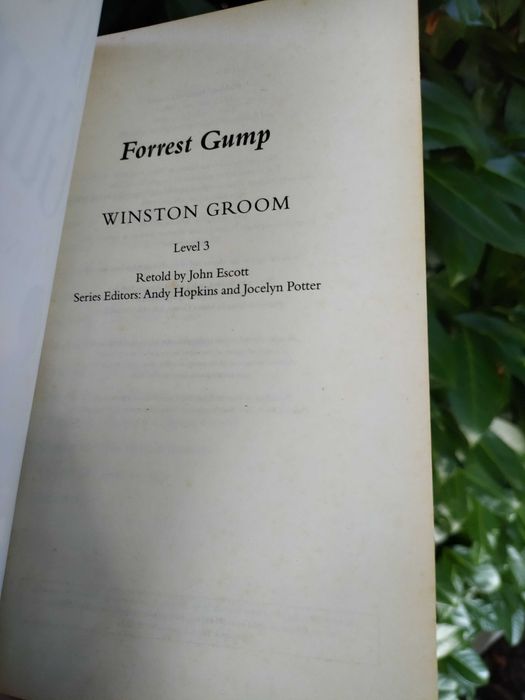 Forrest Gump
WINSTON GROOM
Level 3
Retold by John Escott
Series Editors: Andy Hopkins and Jocelyn Potter